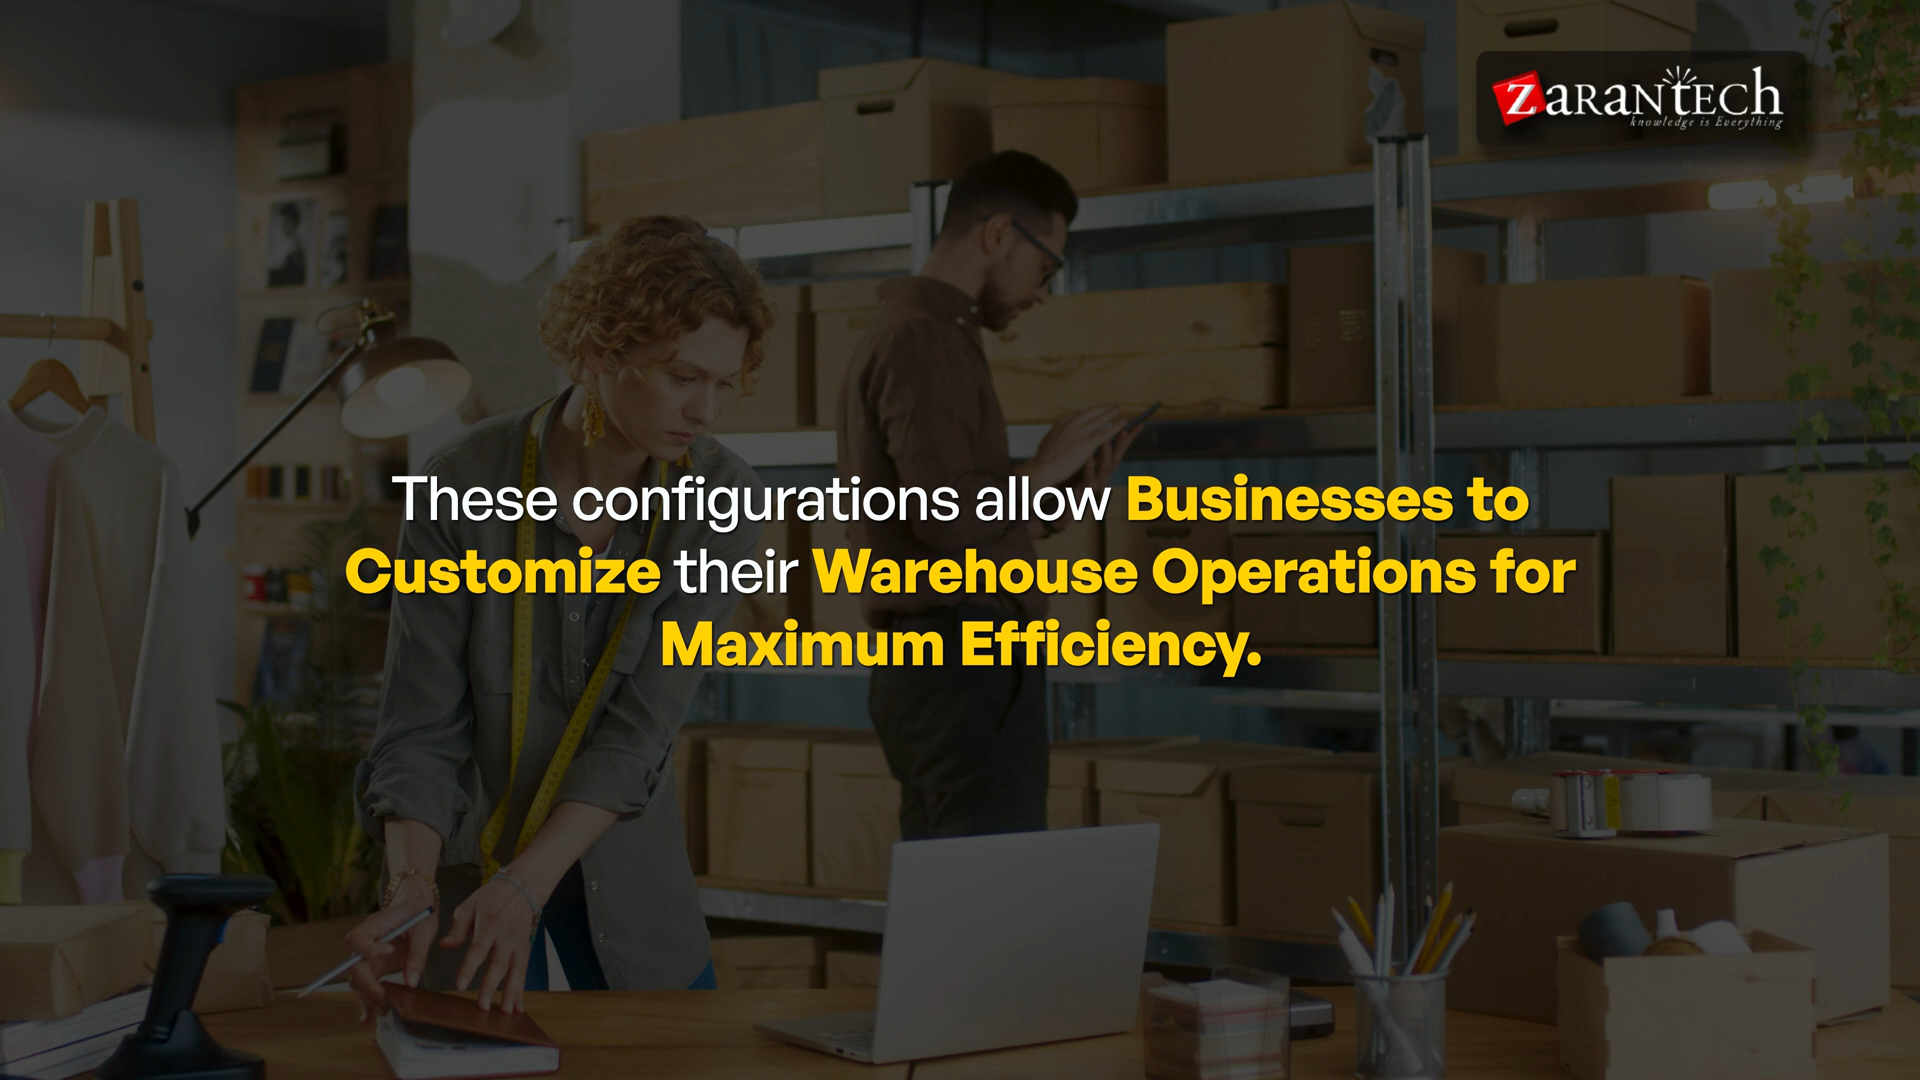 ZARANTECH
knowledge is Everything
These configurations allow Businesses to
Customize their Warehouse Operations for
Maximum Efficiency.